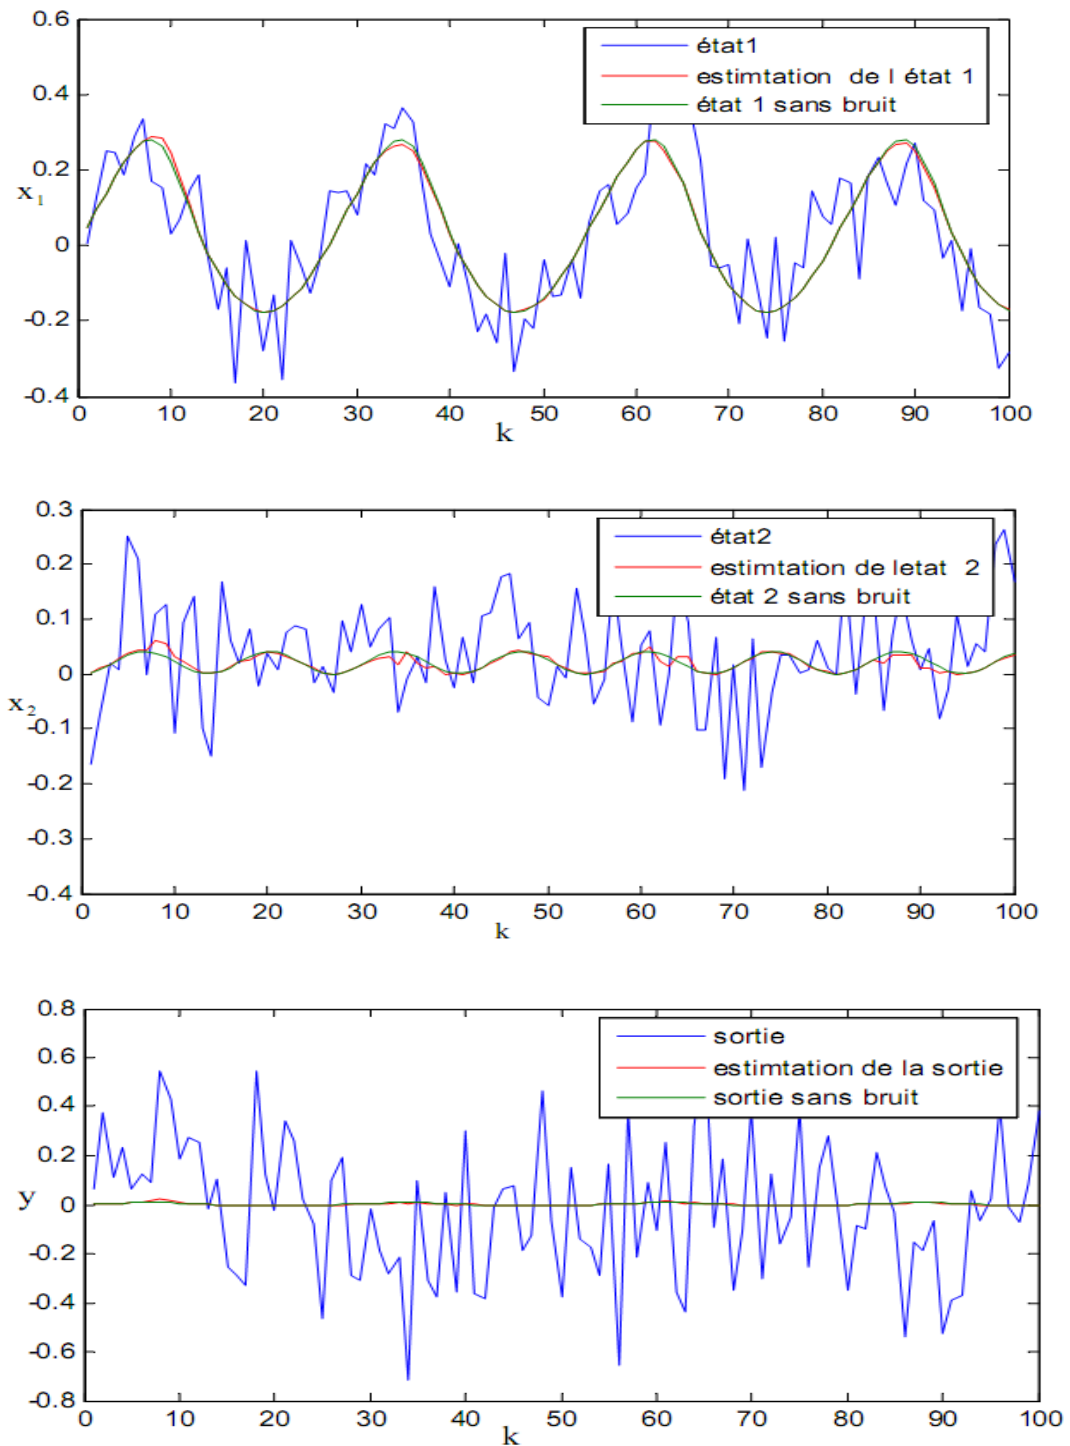 0.6
état1
estimtation de l état 1
état 1 sans bruit
0.4
0.2
x₁
0
-0.2
-0.4
0 10 20 30 40 50 60 70 80 90 100
k
0.3
état2
estimtation de letat 2
état 2 sans bruit
0.2
0.1
0
x₂
-0.1
-0.2
-0.3
-0.4
0 10 20 30 40 50 60 70 80 90 100
k
0.8
sortie
estimtation de la sortie
sortie sans bruit
0.6
0.4
0.2
y 0
-0.2
-0.4
-0.6
-0.8
0 10 20 30 40 50 60 70 80 90 100
k